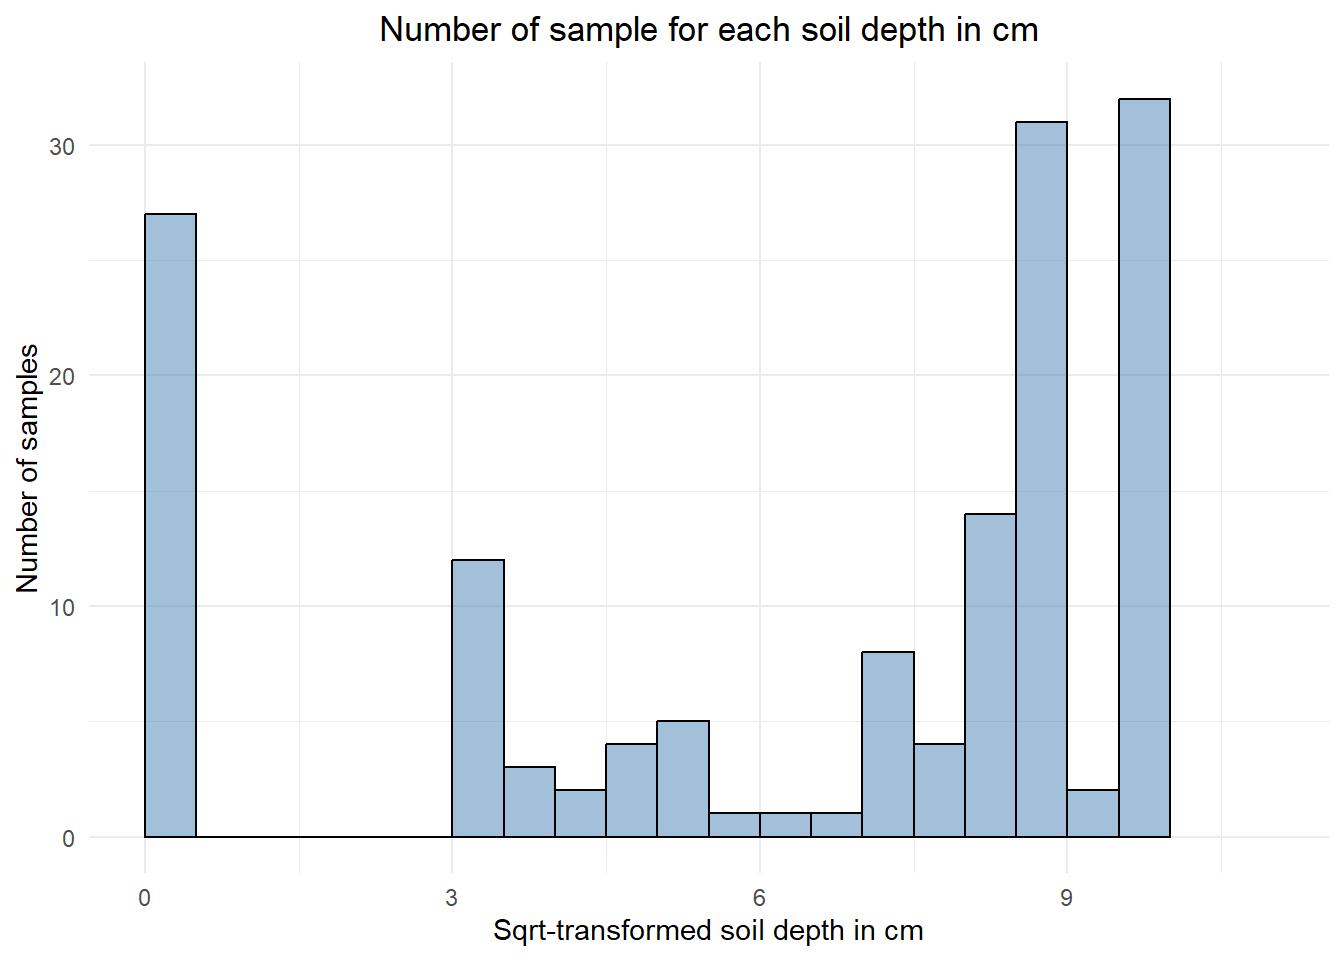 Number of sample for each soil depth in cm
30
20
10
0
Number of samples
0 3 6 9
Sqrt-transformed soil depth in cm